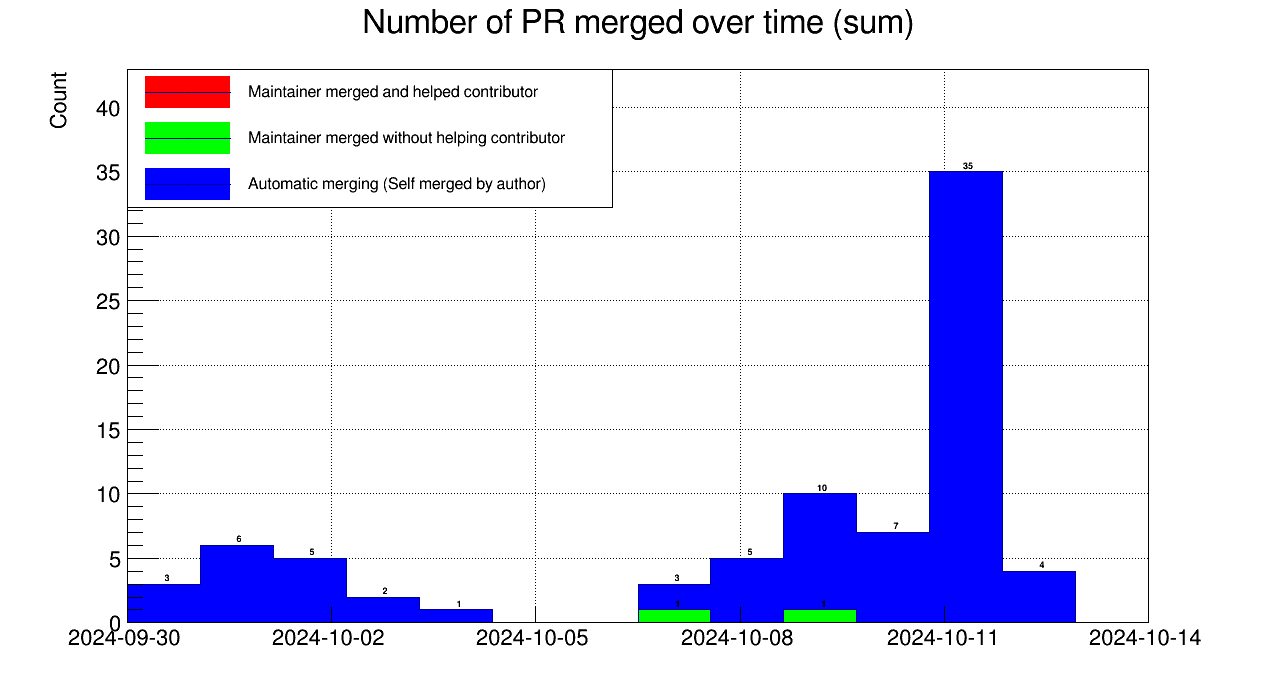 Number of PR merged over time (sum)
Count
Maintainer merged and helped contributor
Maintainer merged without helping contributor
Automatic merging (Self merged by author)
40
35
30
25
20
15
10
5
0
3 6 5 2 1 3 5 10 7 35 4
1 1
2024-09-30 2024-10-02 2024-10-05 2024-10-08 2024-10-11 2024-10-14